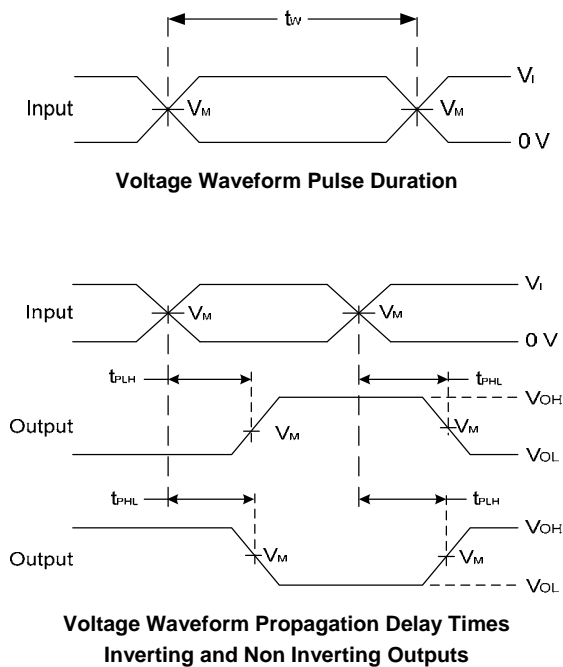 tW
VI
Input VM VM
0 V
Voltage Waveform Pulse Duration
VI
Input VM VM
0 V
tPLH tPHL
VOH
Output VM VM
VOL
tPHL tPLH
VOH
Output VM VM
VOL
Voltage Waveform Propagation Delay Times
Inverting and Non Inverting Outputs